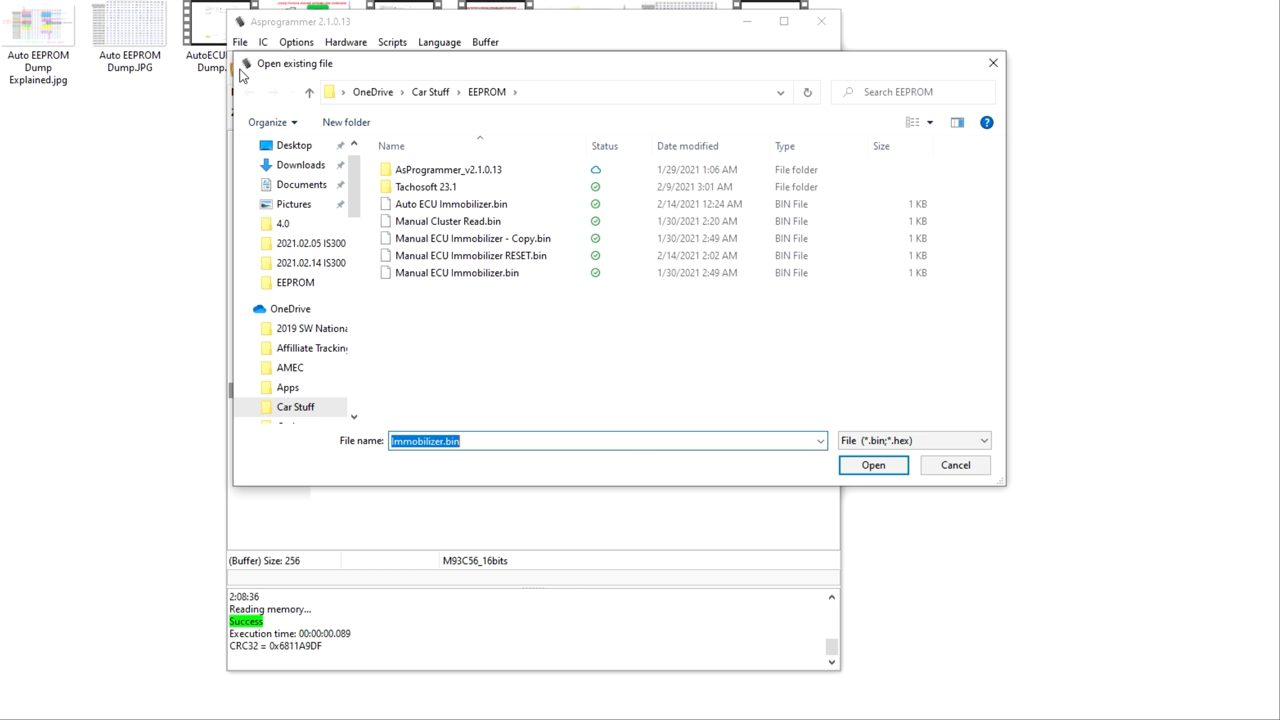 Auto EEPROM
Dump
Explained.jpg
Auto EEPROM
Dump.JPG
AutoECU
Dump.
Asprogrammer 2.1.0.13
File IC Options Hardware Scripts Language Buffer
Open existing file
OneDrive › Car Stuff › EEPROM ›
Search EEPROM
Organize
New folder
Desktop
Downloads
Documents
Pictures
4.0
2021.02.05 IS300
2021.02.14 IS300
EEPROM
OneDrive
2019 SW Nationa
Affilliate Tracking
AMEC
Apps
Car Stuff
Name Status Date modified Type Size
AsProgrammer_v2.1.0.13 1/29/2021 1:06 AM File folder
Tachosoft 23.1 2/9/2021 3:01 AM File folder
Auto ECU Immobilizer.bin 2/14/2021 12:24 AM BIN File 1 KB
Manual Cluster Read.bin 1/30/2021 2:20 AM BIN File 1 KB
Manual ECU Immobilizer - Copy.bin 1/30/2021 2:49 AM BIN File 1 KB
Manual ECU Immobilizer RESET.bin 2/14/2021 2:02 AM BIN File 1 KB
Manual ECU Immobilizer.bin 1/30/2021 2:49 AM BIN File 1 KB
File name: Immobilizer.bin
File (*.bin;*.hex)
Open Cancel
(Buffer) Size: 256 M93C56_16bits
2:08:36
Reading memory...
Success
Execution time: 00:00:00.089
CRC32 = 0x6811A9DF